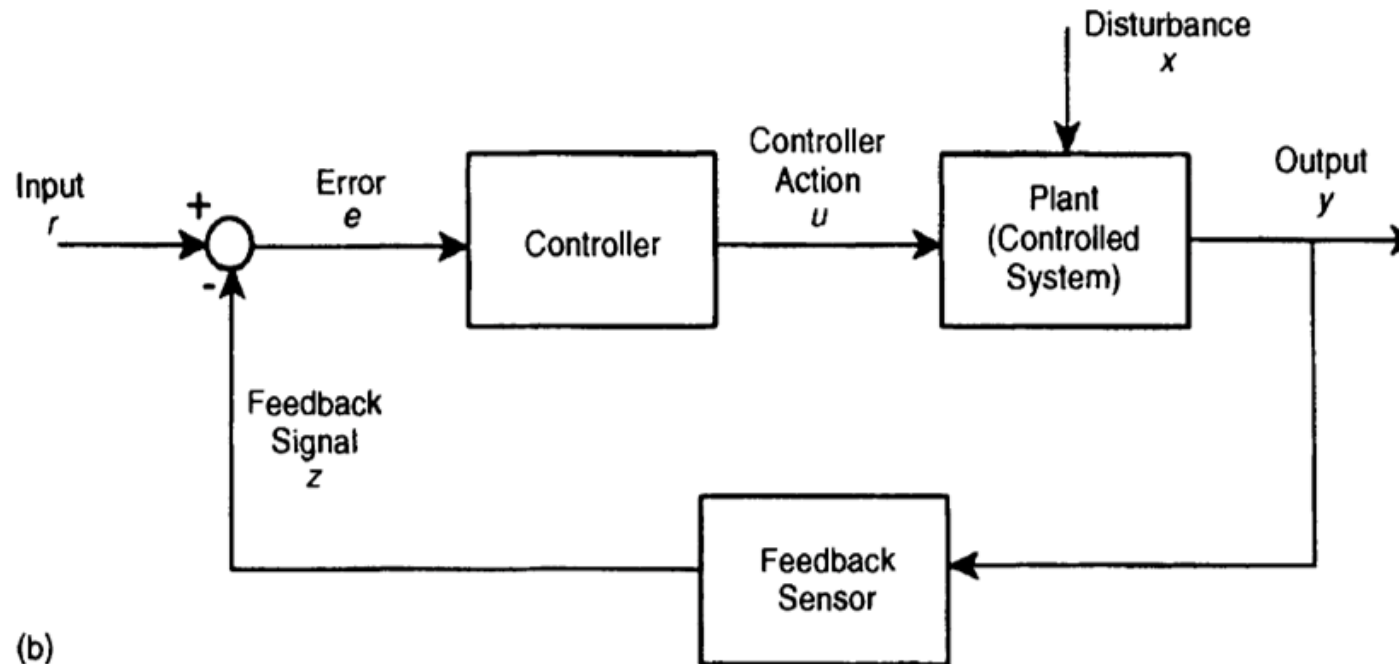 Disturbance
x
Input
r
+
-
Error
e
Controller
Controller
Action
u
Plant
(Controlled
System)
Output
y
Feedback
Signal
z
Feedback
Sensor
(b)